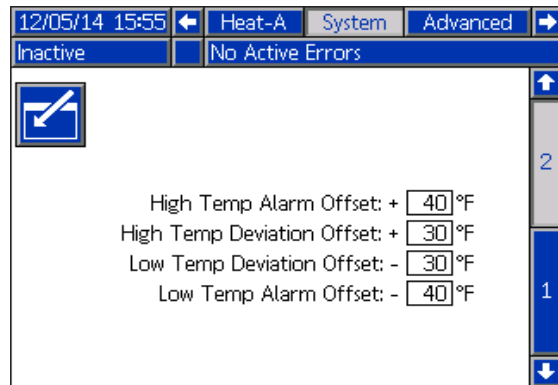 12/05/14 15:55 Heat-A System Advanced
Inactive No Active Errors
2
High Temp Alarm Offset: + 40 °F
High Temp Deviation Offset: + 30 °F
Low Temp Deviation Offset: - 30 °F
Low Temp Alarm Offset: - 40 °F
1